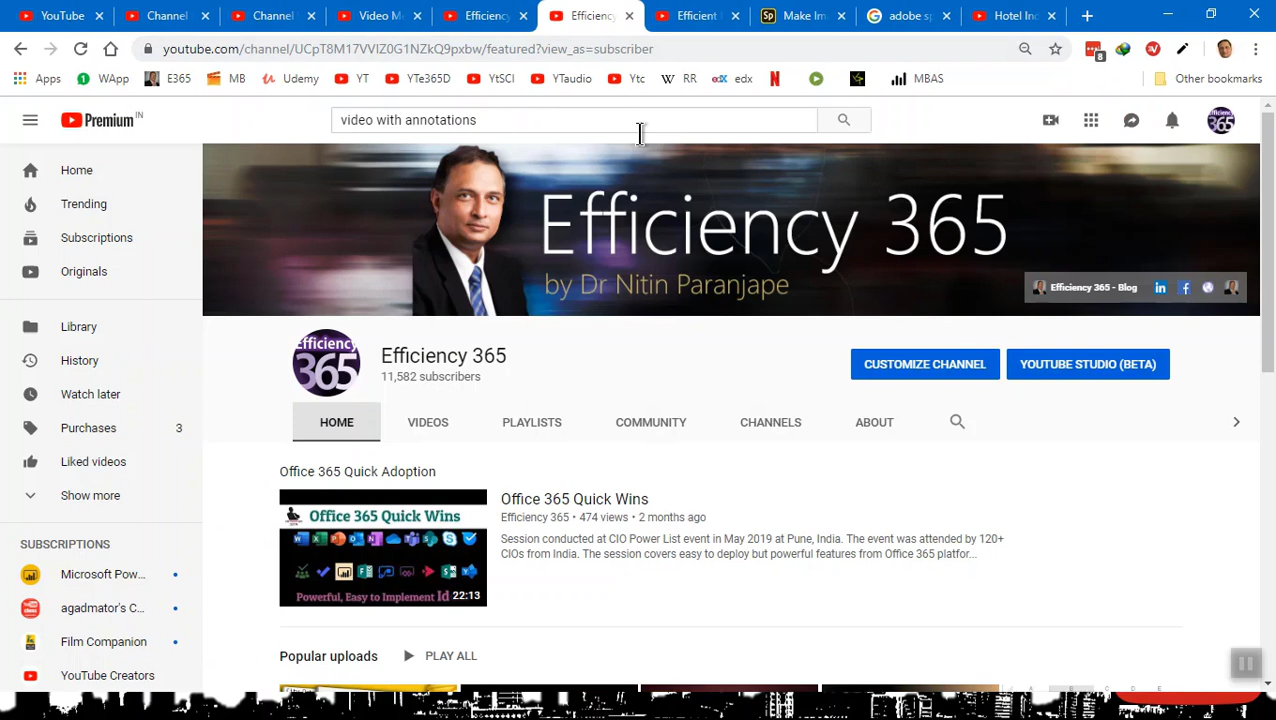 YouTube
Channel
Channel
Video M
Efficiency
Efficiency
Efficient
Make Im
adobe sp
Hotel Ind
youtube.com/channel/UCpT8M17VVIZ0G1NZkQ9pxbw/featured?view_as=subscriber
8
Apps
WApp
E365
MB
Udemy
YT
YTe365D
YtSCI
YTaudio
Ytc
RR
edx
MBAS
Other bookmarks
Premium IN
video with annotations
Efficiency 365
by Dr Nitin Paranjape
Efficiency 365 - Blog
Home
Trending
Subscriptions
Originals
Library
History
Watch later
Purchases 3
Liked videos
Show more
SUBSCRIPTIONS
Microsoft Pow...
agadmator's C...
Film Companion
YouTube Creators
Efficiency
365
Efficiency 365
11,582 subscribers
CUSTOMIZE CHANNEL
YOUTUBE STUDIO (BETA)
HOME
VIDEOS
PLAYLISTS
COMMUNITY
CHANNELS
ABOUT
Office 365 Quick Adoption
Office 365 Quick Wins
Powerful, Easy to Implement Id
22:13
Office 365 Quick Wins
Efficiency 365 • 474 views • 2 months ago
Session conducted at CIO Power List event in May 2019 at Pune, India. The event was attended by 120+
CIOs from India. The session covers easy to deploy but powerful features from Office 365 platfor...
Popular uploads
PLAY ALL